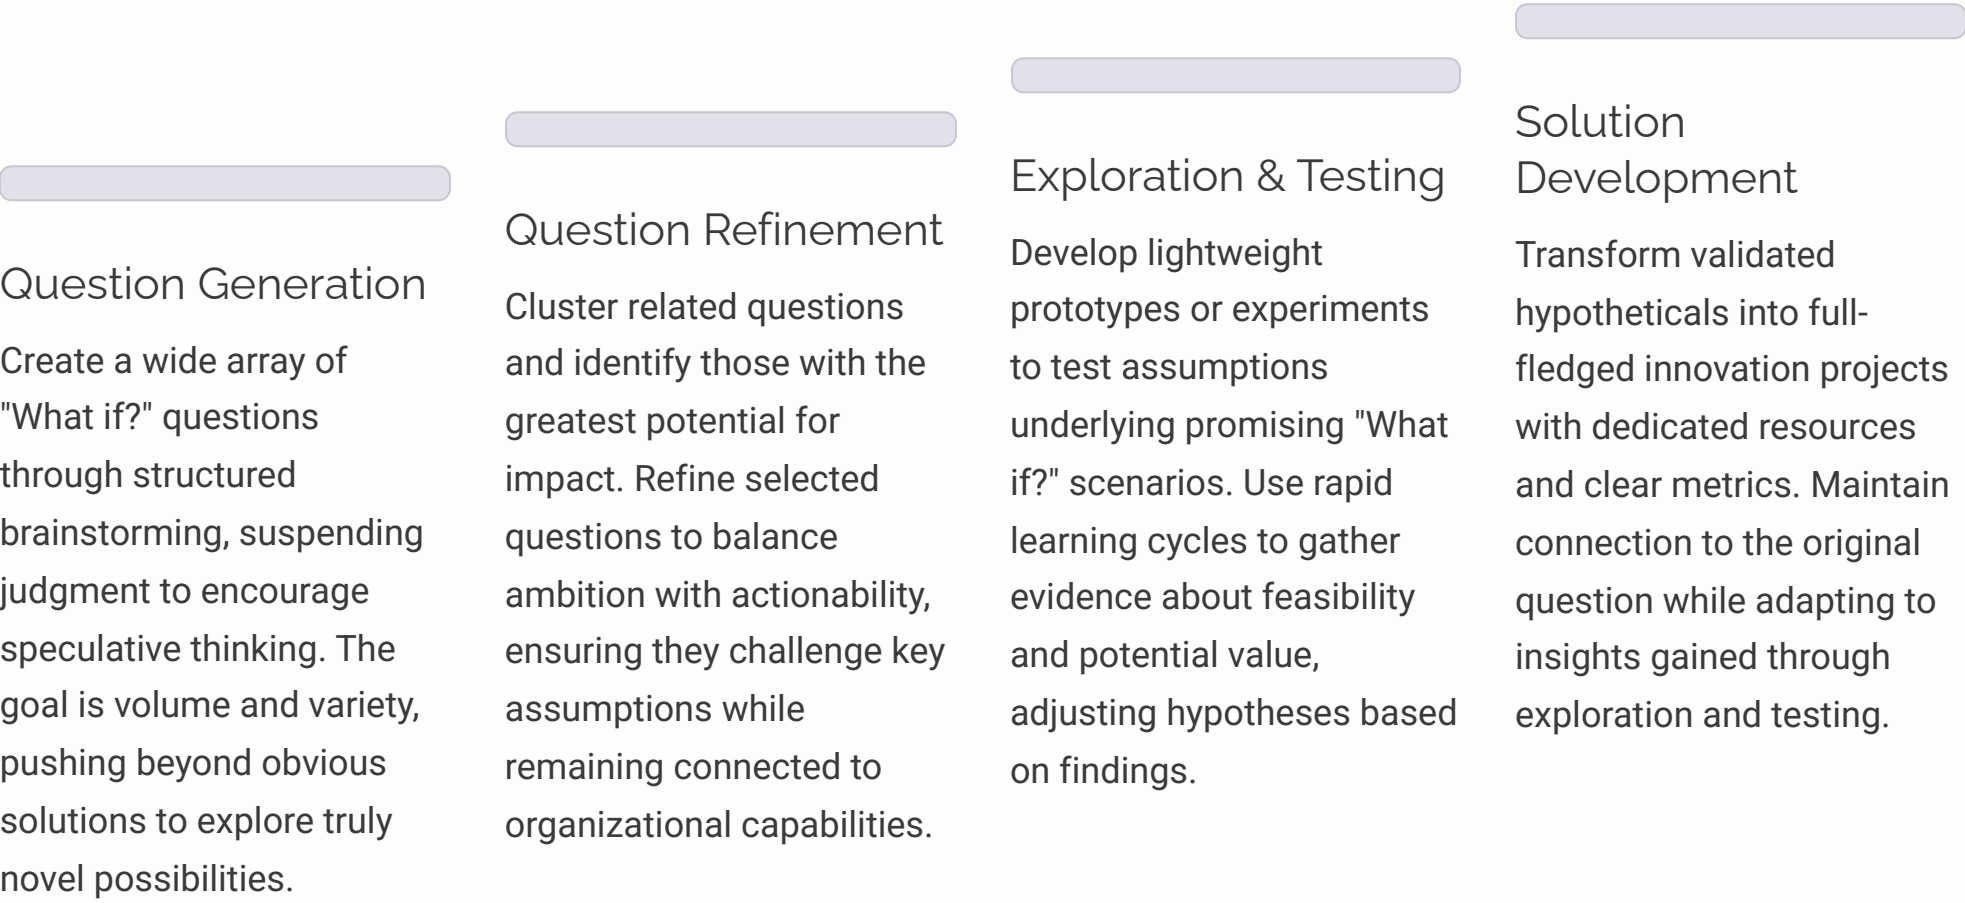 Question Generation
Create a wide array of
"What if?" questions
through structured
brainstorming, suspending
judgment to encourage
speculative thinking. The
goal is volume and variety,
pushing beyond obvious
solutions to explore truly
novel possibilities.
Question Refinement
Cluster related questions
and identify those with the
greatest potential for
impact. Refine selected
questions to balance
ambition with actionability,
ensuring they challenge key
assumptions while
remaining connected to
organizational capabilities.
Exploration & Testing
Develop lightweight
prototypes or experiments
to test assumptions
underlying promising "What
if?" scenarios. Use rapid
learning cycles to gather
evidence about feasibility
and potential value,
adjusting hypotheses based
on findings.
Solution
Development
Transform validated
hypotheticals into full-
fledged innovation projects
with dedicated resources
and clear metrics. Maintain
connection to the original
question while adapting to
insights gained through
exploration and testing.